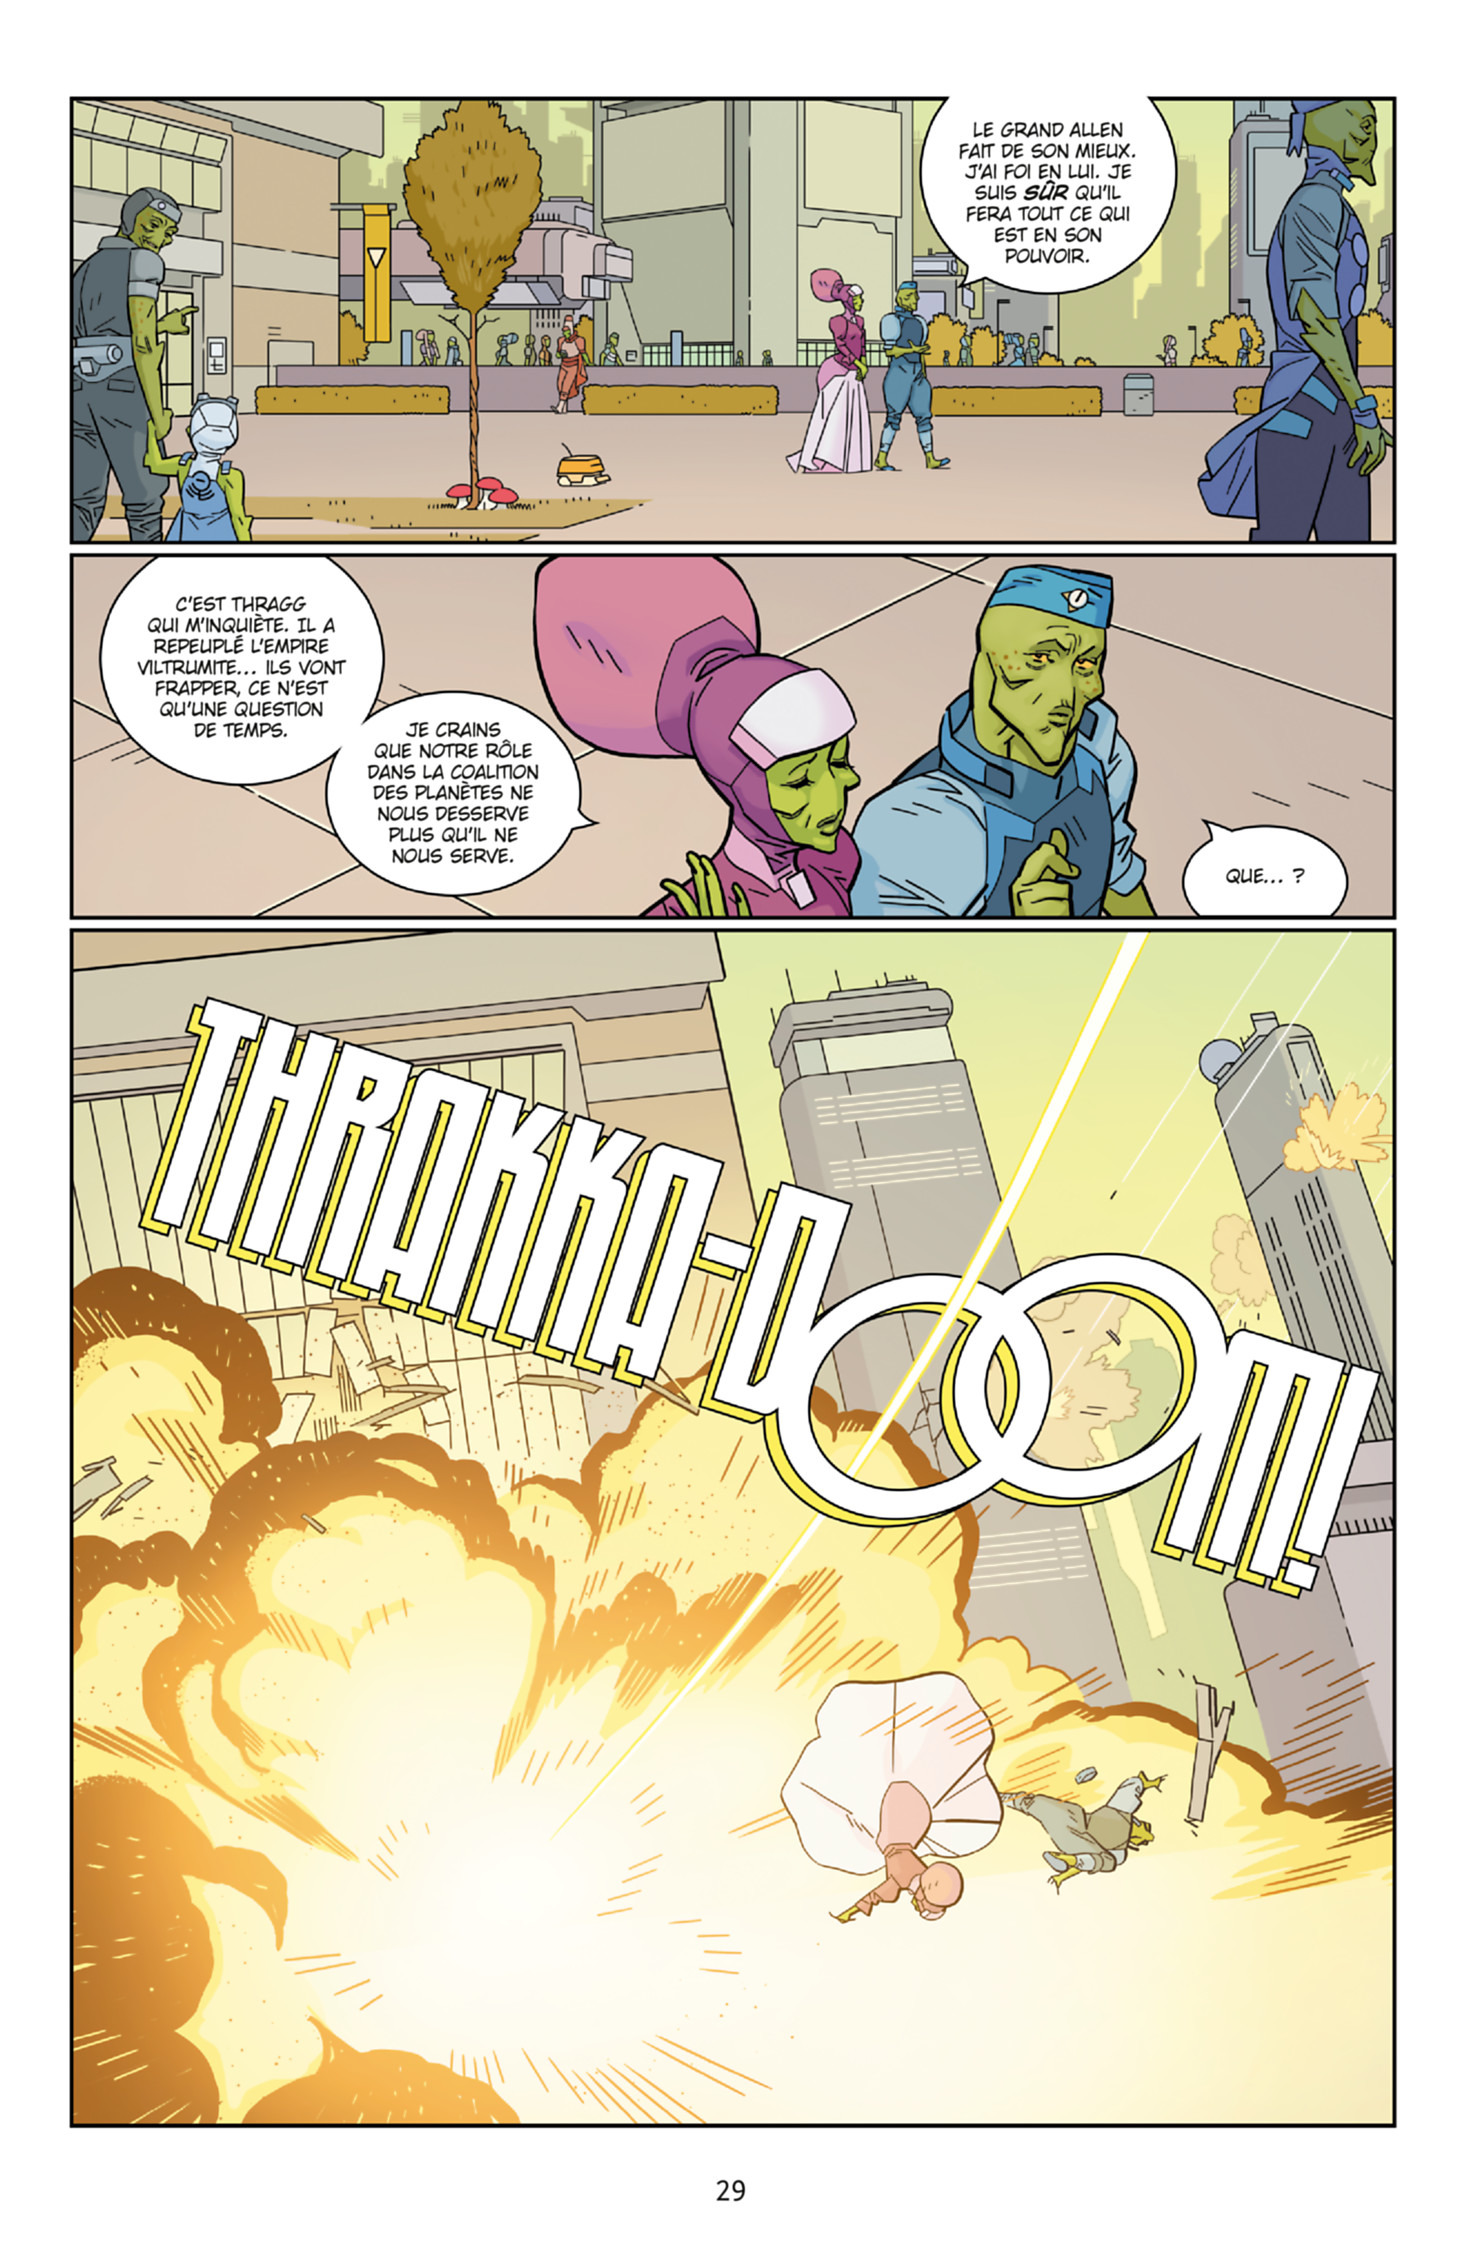 LE GRAND ALLEN
FAIT DE SON MIEUX.
J'AI FOI EN LUI. JE
SUIS SÛR QU'IL
FERA TOUT CE QUI
EST EN SON
POUVOIR.
C'EST THRAGG
QUI M'INQUIÈTE. IL A
REPEUPLÉ L'EMPIRE
VILTRUMITE... ILS VONT
FRAPPER, CE N'EST
QU'UNE QUESTION
DE TEMPS.
JE CRAINS
QUE NOTRE RÔLE
DANS LA COALITION
DES PLANÈTES NE
NOUS DESSERVE
PLUS QU'IL NE
NOUS SERVE.
QUE... ?
THRAKKA-DOOM!
29